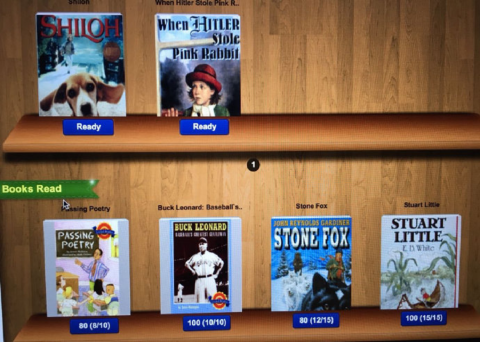 Shiloh
When Hitler Stole Pink R..
SHILOH
When HITLER
Stole
Pink Rabbit
Ready
Ready
1
Books Read
Passing Poetry
Buck Leonard: Baseball's..
Stone Fox
Stuart Little
PASSING
POETRY
BUCK LEONARD
JOHN REYNOLDS GARDINER
STONE FOX
STUART
LITTLE
E. B. White
80 (8/10)
100 (10/10)
80 (12/15)
100 (15/15)